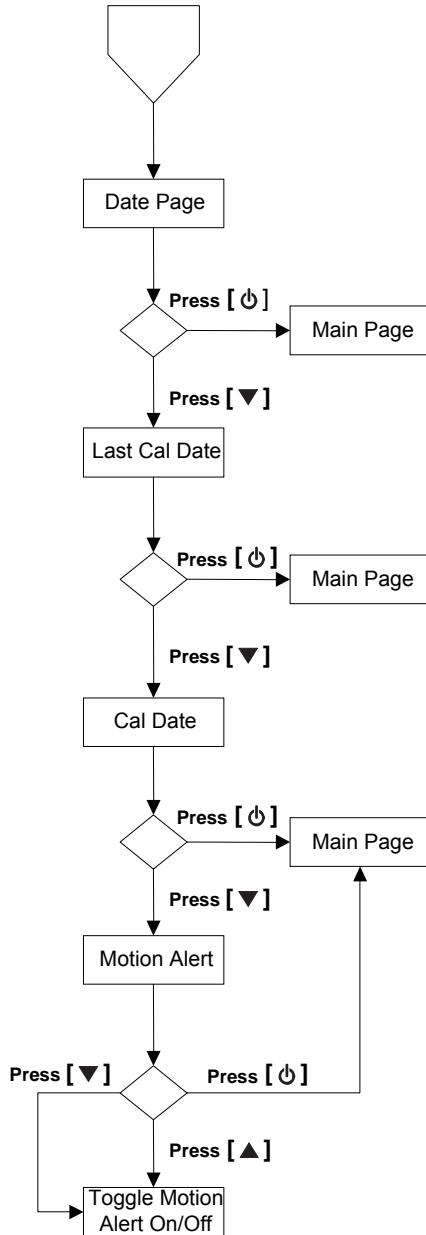 Date Page
Press [⏻]
Main Page
Press [▼]
Last Cal Date
Press [⏻]
Main Page
Press [▼]
Cal Date
Press [⏻]
Main Page
Press [▼]
Motion Alert
Press [▼]
Press [⏻]
Press [▲]
Toggle Motion
Alert On/Off